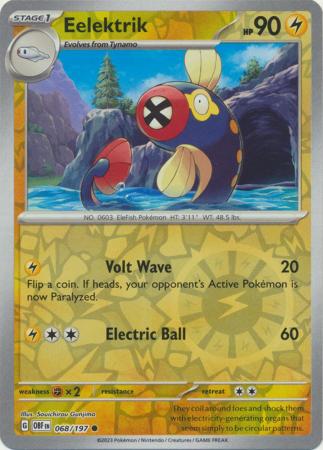 STAGE 1
Eelektrik
HP 90
Evolves from Tynamo
NO. 0603 EleFish Pokémon HT: 3'11" WT: 48.5 lbs.
Volt Wave 20
Flip a coin. If heads, your opponent's Active Pokémon is
now Paralyzed.
Electric Ball 60
weakness ×2 resistance retreat
Illus. Souichirou Gunjima
G OBF EN 068/197
They coil around foes and shock them with
electricity from organs that at a glance
seem simply to be circular patterns.
©2023 Pokémon / Nintendo / Creatures / GAME FREAK